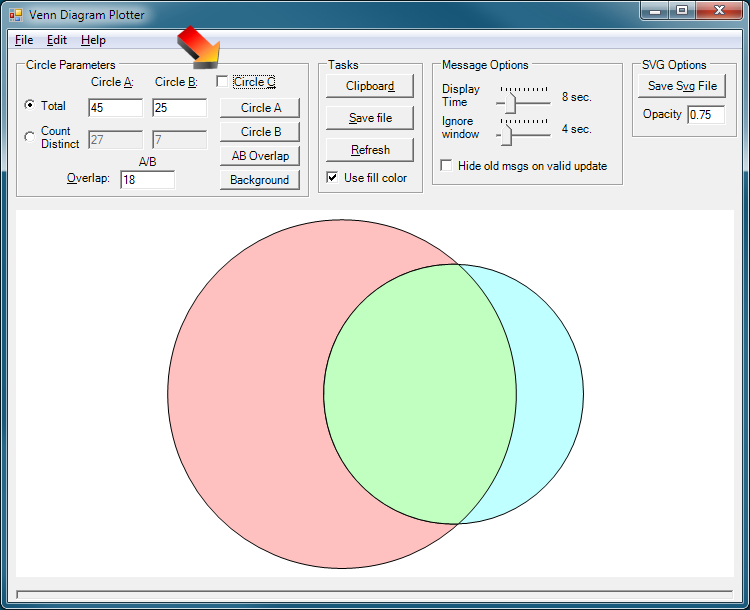 Venn Diagram Plotter
File Edit Help
Circle Parameters
Circle A: Circle B: Circle C
Total 45 25 Circle A
Count Distinct 27 7 Circle B
A/B AB Overlap
Overlap: 18 Background
Tasks
Clipboard
Save file
Refresh
Use fill color
Message Options
Display
Time 8 sec.
Ignore
window 4 sec.
Hide old msgs on valid update
SVG Options
Save Svg File
Opacity 0.75